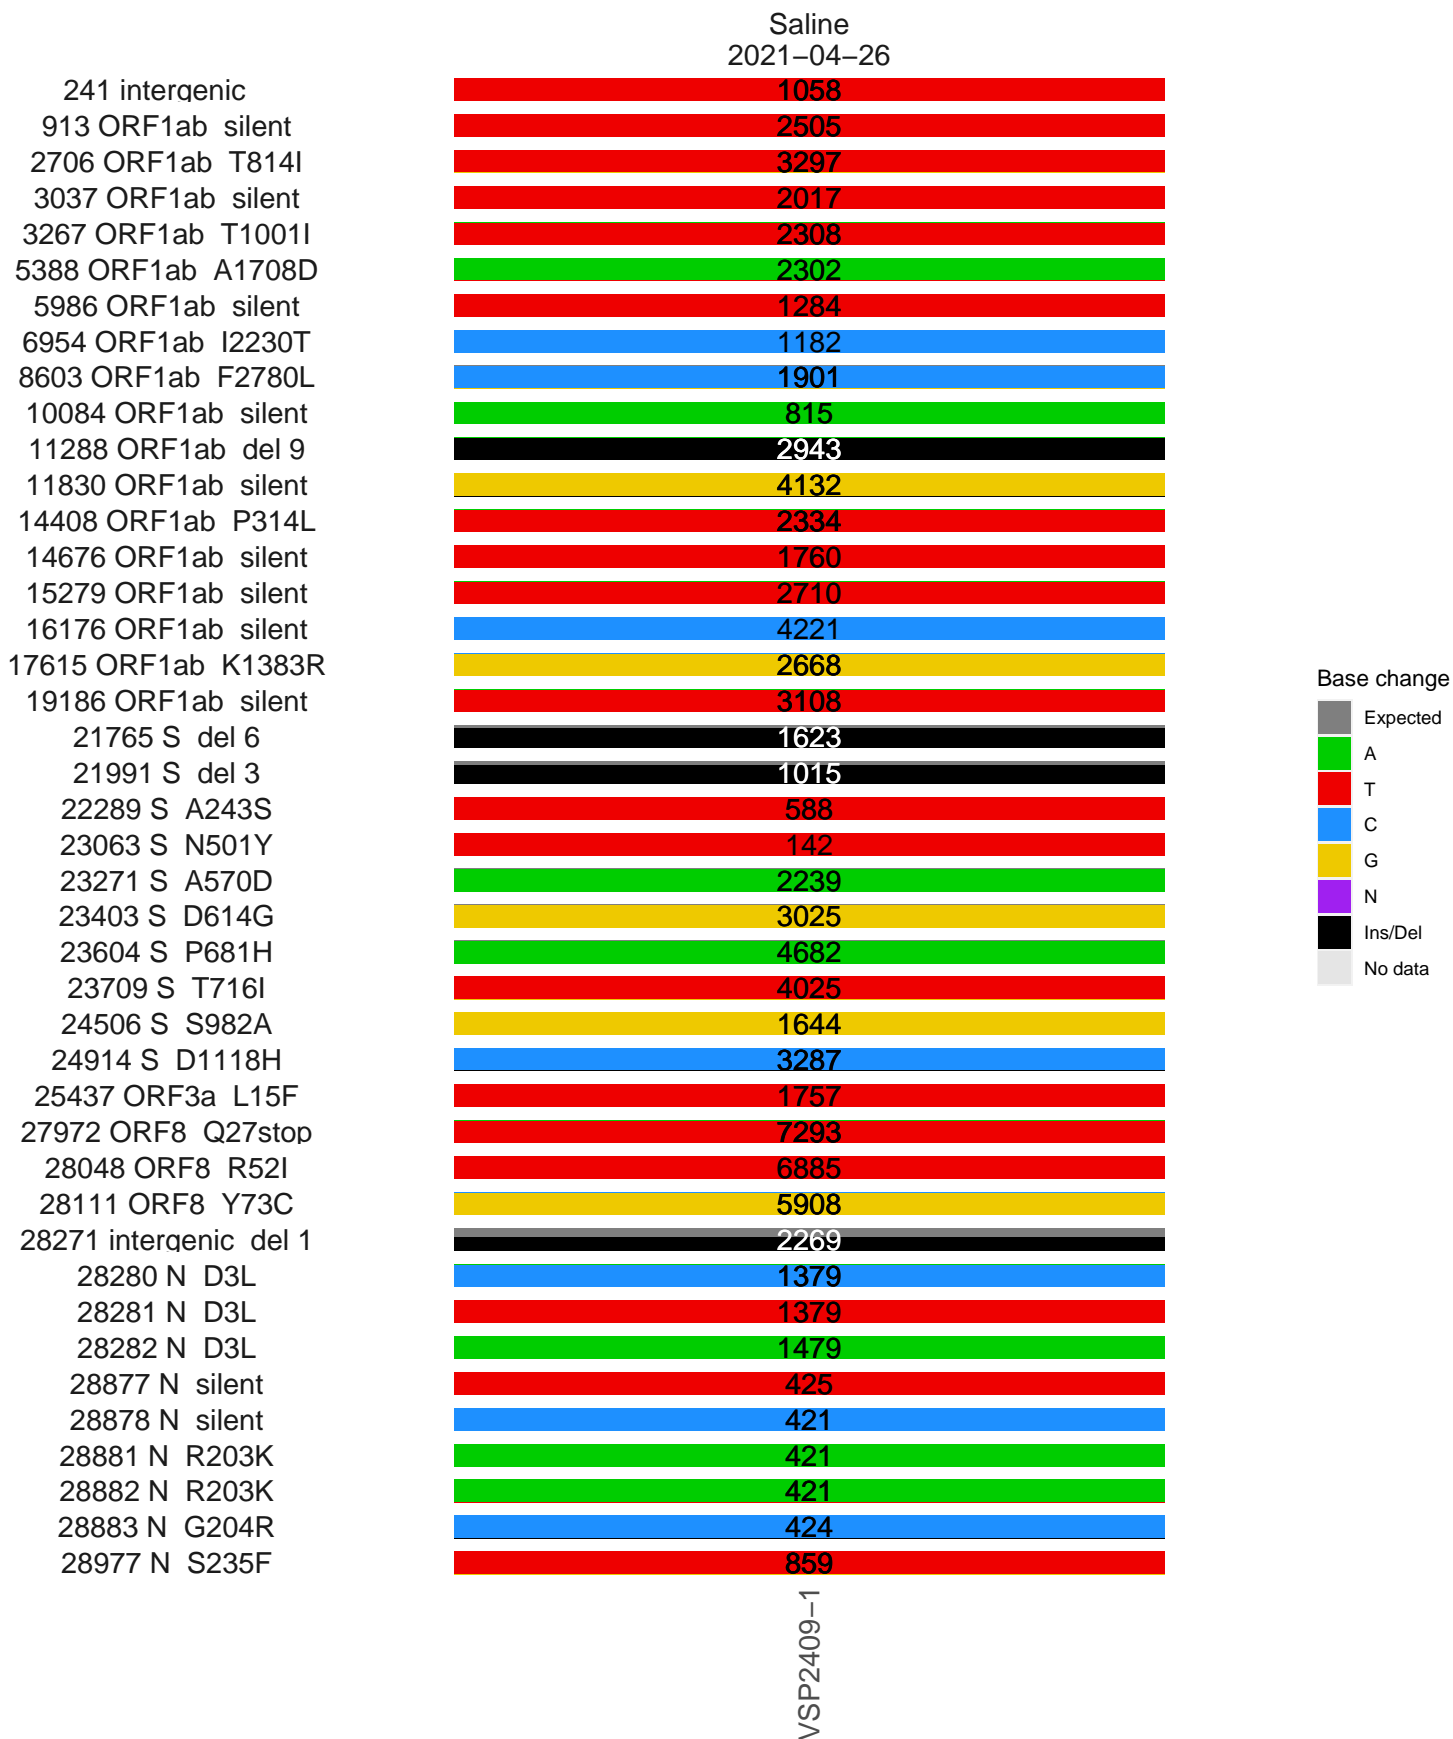 Saline
2021−04−26
241 intergenic 1058
913 ORF1ab silent 2505
2706 ORF1ab T814I 3297
3037 ORF1ab silent 2017
3267 ORF1ab T1001I 2308
5388 ORF1ab A1708D 2302
5986 ORF1ab silent 1284
6954 ORF1ab I2230T 1182
8603 ORF1ab F2780L 1901
10084 ORF1ab silent 815
11288 ORF1ab del 9 2943
11830 ORF1ab silent 4132
14408 ORF1ab P314L 2334
14676 ORF1ab silent 1760
15279 ORF1ab silent 2710
16176 ORF1ab silent 4221
17615 ORF1ab K1383R 2668
19186 ORF1ab silent 3108
21765 S del 6 1623
21991 S del 3 1015
22289 S A243S 588
23063 S N501Y 142
23271 S A570D 2239
23403 S D614G 3025
23604 S P681H 4682
23709 S T716I 4025
24506 S S982A 1644
24914 S D1118H 3287
25437 ORF3a L15F 1757
27972 ORF8 Q27stop 7293
28048 ORF8 R52I 6885
28111 ORF8 Y73C 5908
28271 intergenic del 1 2269
28280 N D3L 1379
28281 N D3L 1379
28282 N D3L 1479
28877 N silent 425
28878 N silent 421
28881 N R203K 421
28882 N R203K 421
28883 N G204R 424
28977 N S235F 859
VSP2409−1
Base change
Expected
A
T
C
G
N
Ins/Del
No data